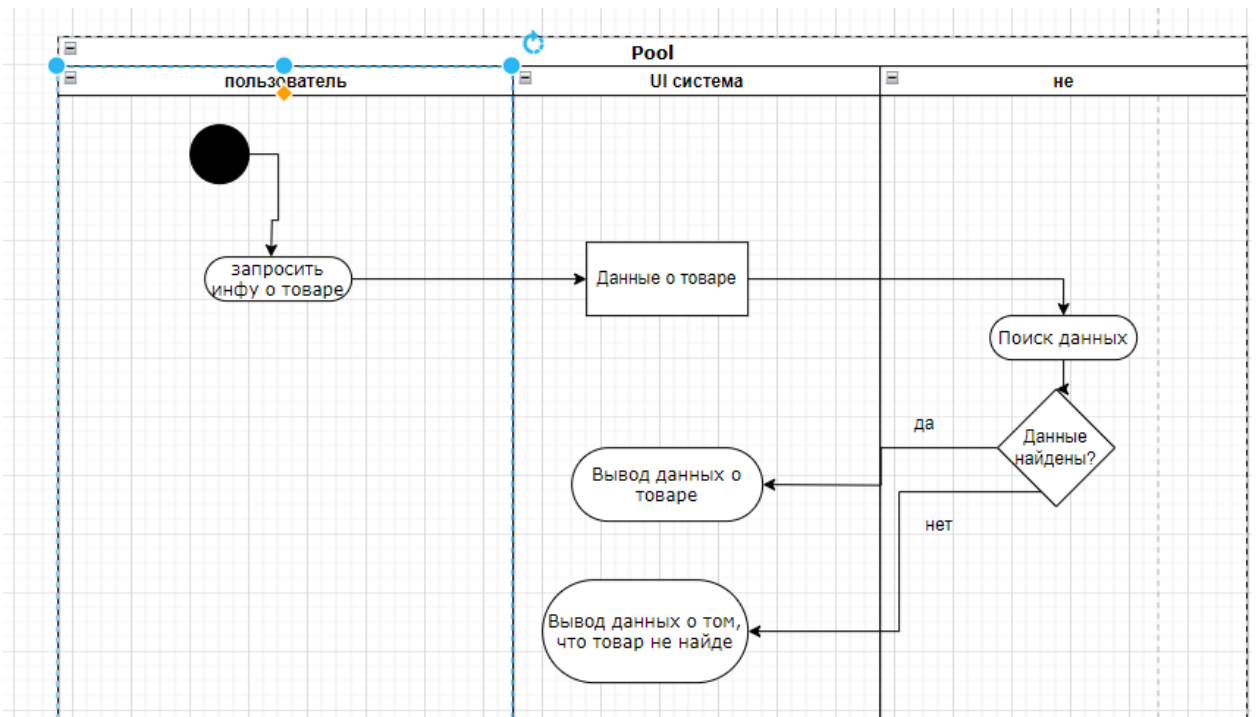 Pool
пользователь
UI система
не
запросить
инфу о товаре
Данные о товаре
Поиск данных
Данные
найдены?
да
Вывод данных о
товаре
нет
Вывод данных о том,
что товар не найде